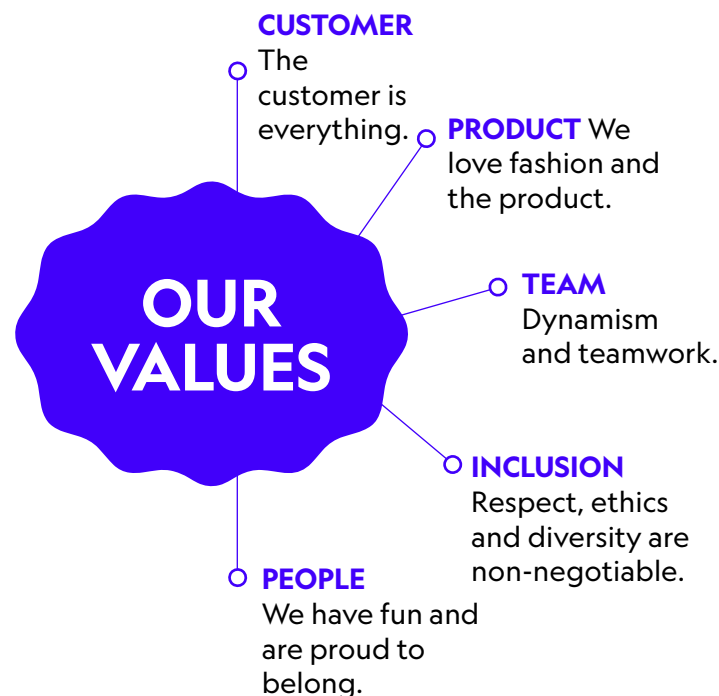 CUSTOMER
The
customer is
everything.
PRODUCT We
love fashion and
the product.
OUR
VALUES
TEAM
Dynamism
and teamwork.
INCLUSION
Respect, ethics
and diversity are
non-negotiable.
PEOPLE
We have fun and
are proud to
belong.